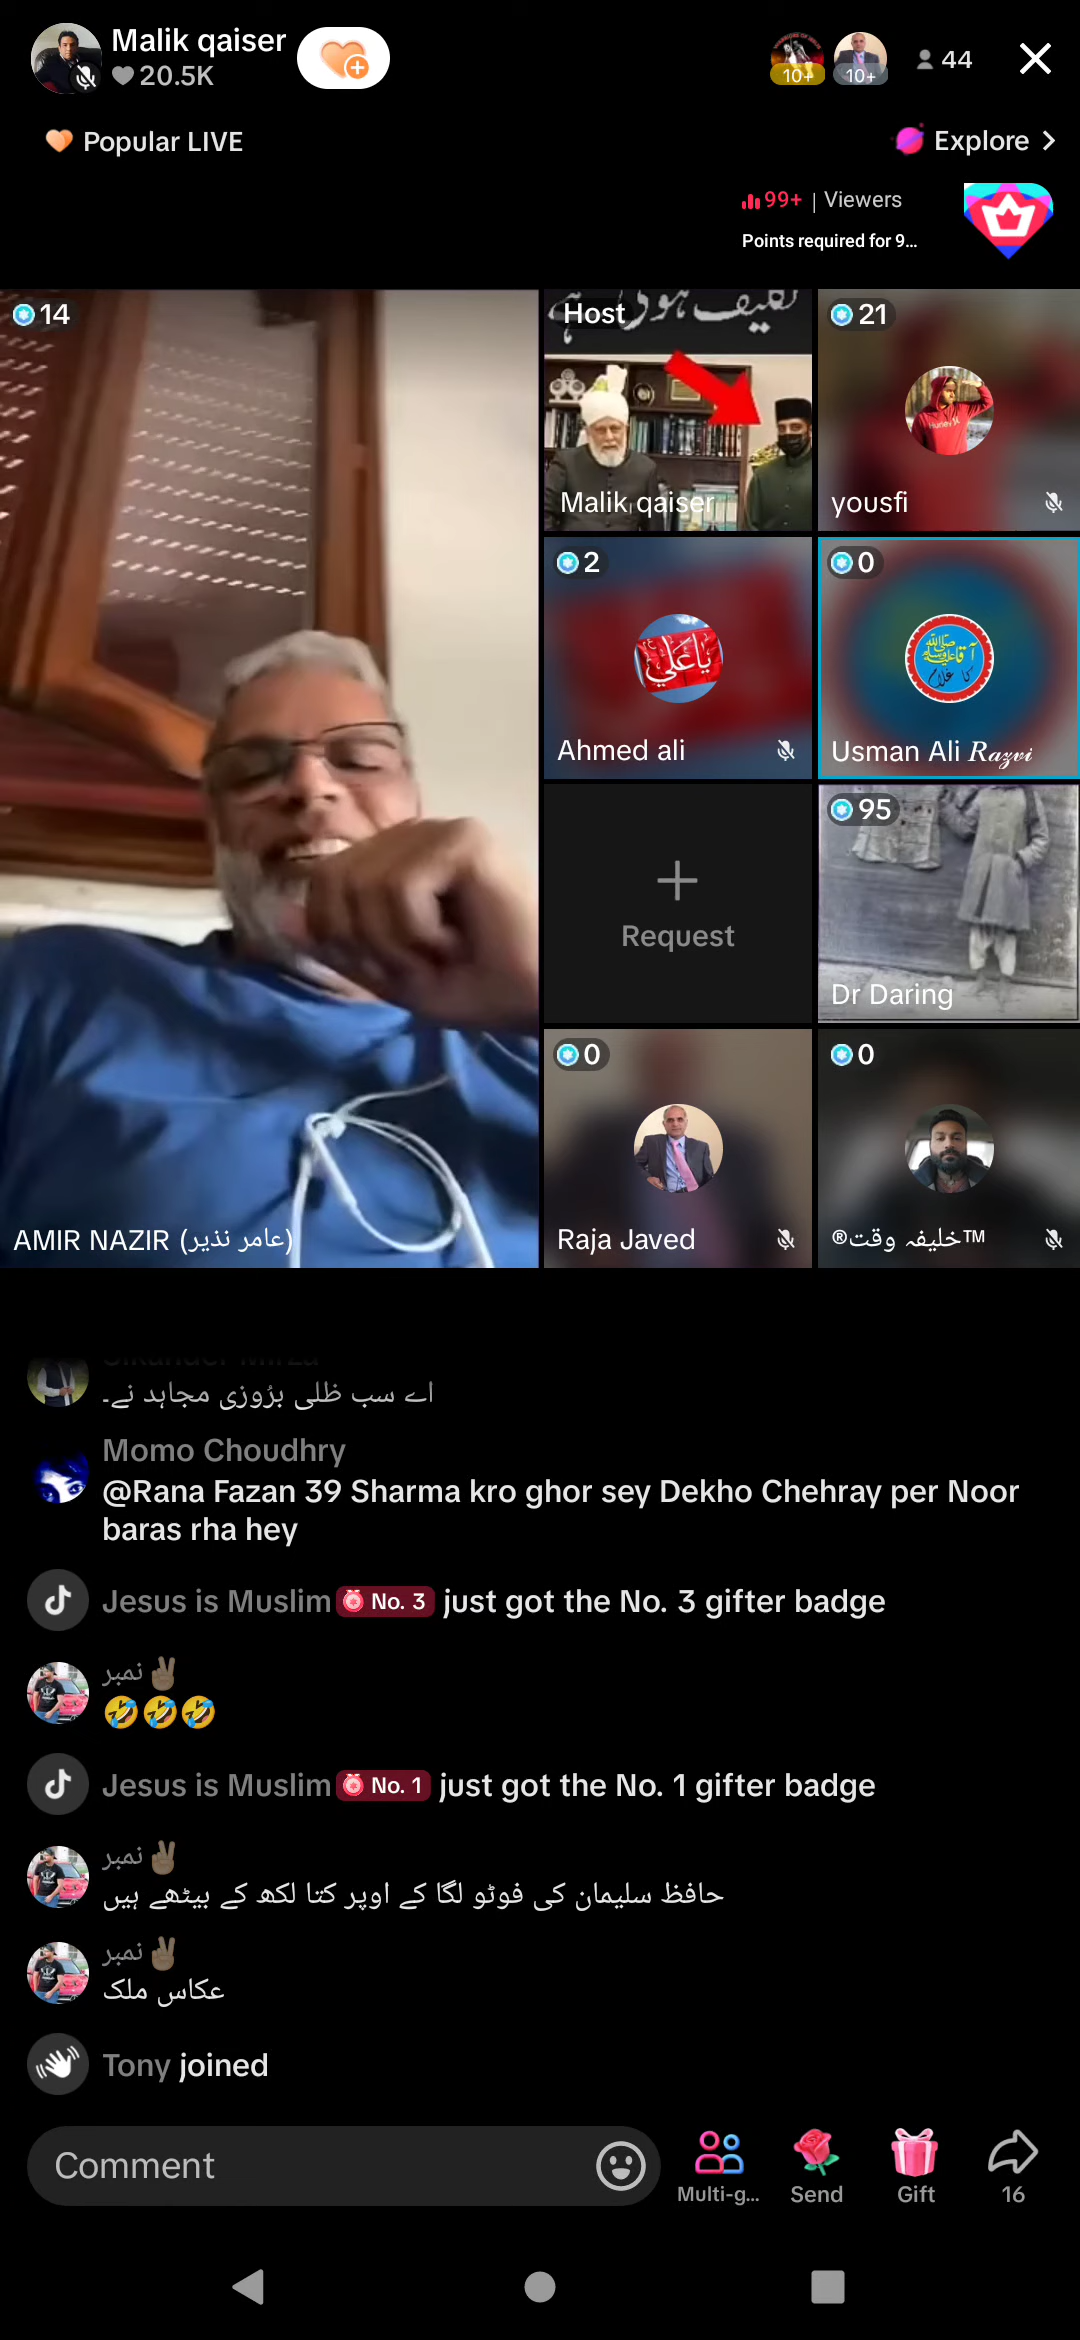 Malik qaiser
20.5K
10+
10+
44
Popular LIVE
Explore
99+ | Viewers
Points required for 9...
14
Host
21
Malik qaiser
yousfi
2
0
یاعلي
Ahmed ali
Usman Ali Razvi
Request
95
Dr Daring
0
0
AMIR NAZIR (عامر نذیر)
Raja Javed
®خلیفہ وقت™
اے سب ظلی برُوزی مجاہد نے۔
Momo Choudhry
@Rana Fazan 39 Sharma kro ghor sey Dekho Chehray per Noor
baras rha hey
Jesus is Muslim No. 3 just got the No. 3 gifter badge
نمبر✌🏾
🤣🤣🤣
Jesus is Muslim No. 1 just got the No. 1 gifter badge
نمبر✌🏾
حافظ سلیمان کی فوٹو لگا کے اوپر کتا لکھ کے بیٹھے ہیں
نمبر✌🏾
عکاس ملک
Tony joined
Comment
Multi-g...
Send
Gift
16